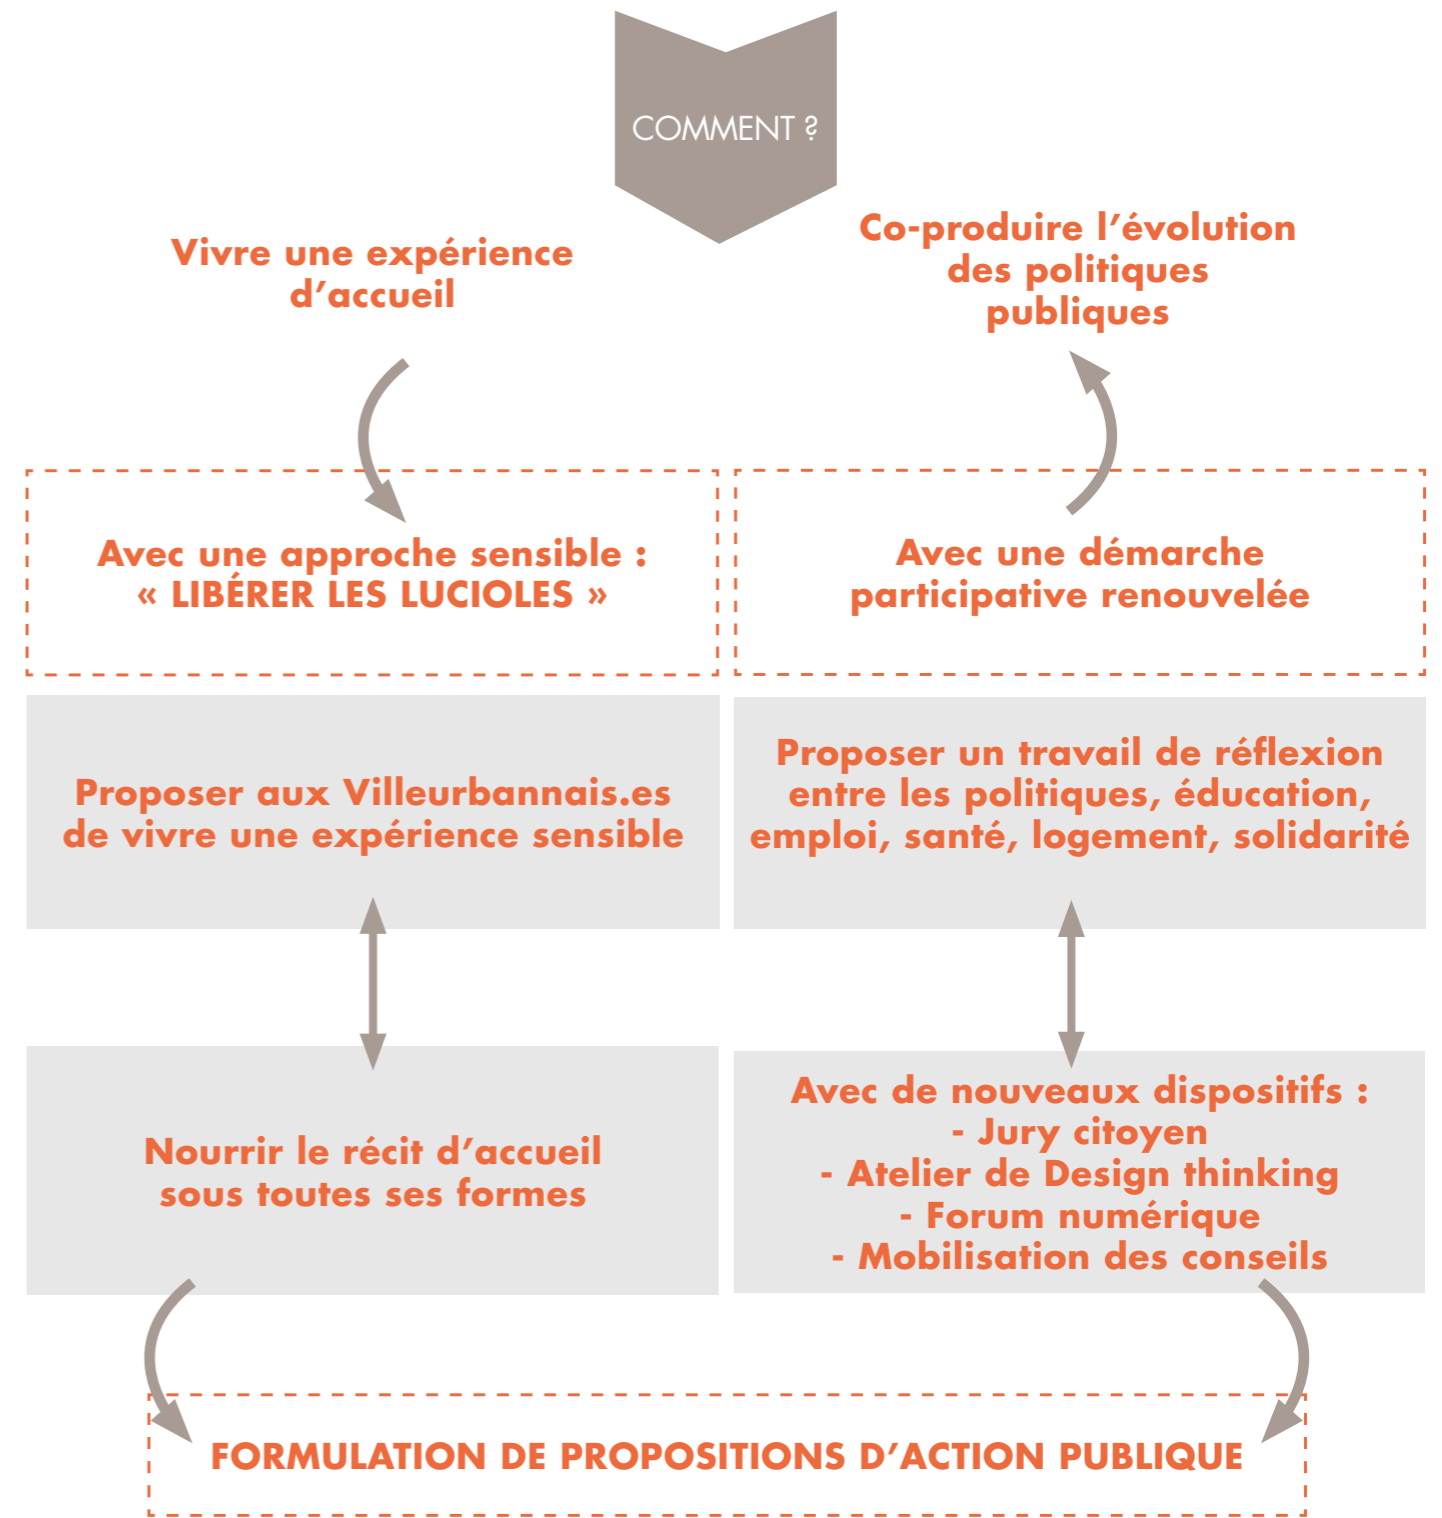 COMMENT ?
Vivre une expérience
d’accueil
Co-produire l’évolution
des politiques
publiques
Avec une approche sensible :
« LIBÉRER LES LUCIOLES »
Avec une démarche
participative renouvelée
Proposer aux Villeurbannais.es
de vivre une expérience sensible
Proposer un travail de réflexion
entre les politiques, éducation,
emploi, santé, logement, solidarité
Nourrir le récit d’accueil
sous toutes ses formes
Avec de nouveaux dispositifs :
- Jury citoyen
- Atelier de Design thinking
- Forum numérique
- Mobilisation des conseils
FORMULATION DE PROPOSITIONS D’ACTION PUBLIQUE